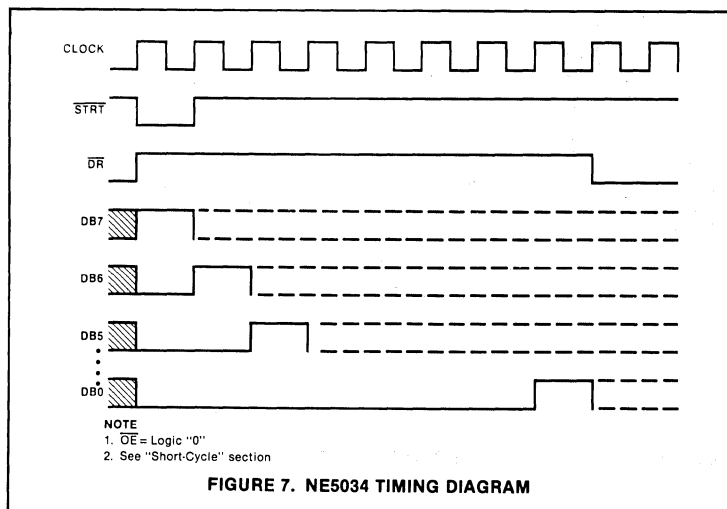 CLOCK
STRT
DR
DB7
DB6
DB5
DB0
NOTE
1. OE = Logic "0"
2. See "Short-Cycle" section
FIGURE 7. NE5034 TIMING DIAGRAM